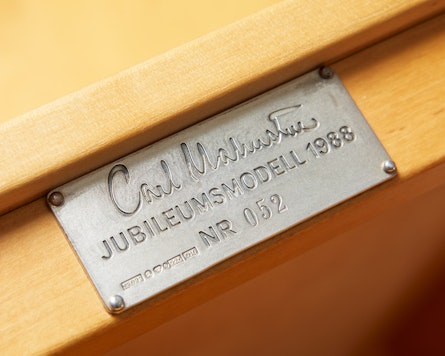 Carl Malmsten
JUBILEUMSMODELL 1988
NR 052